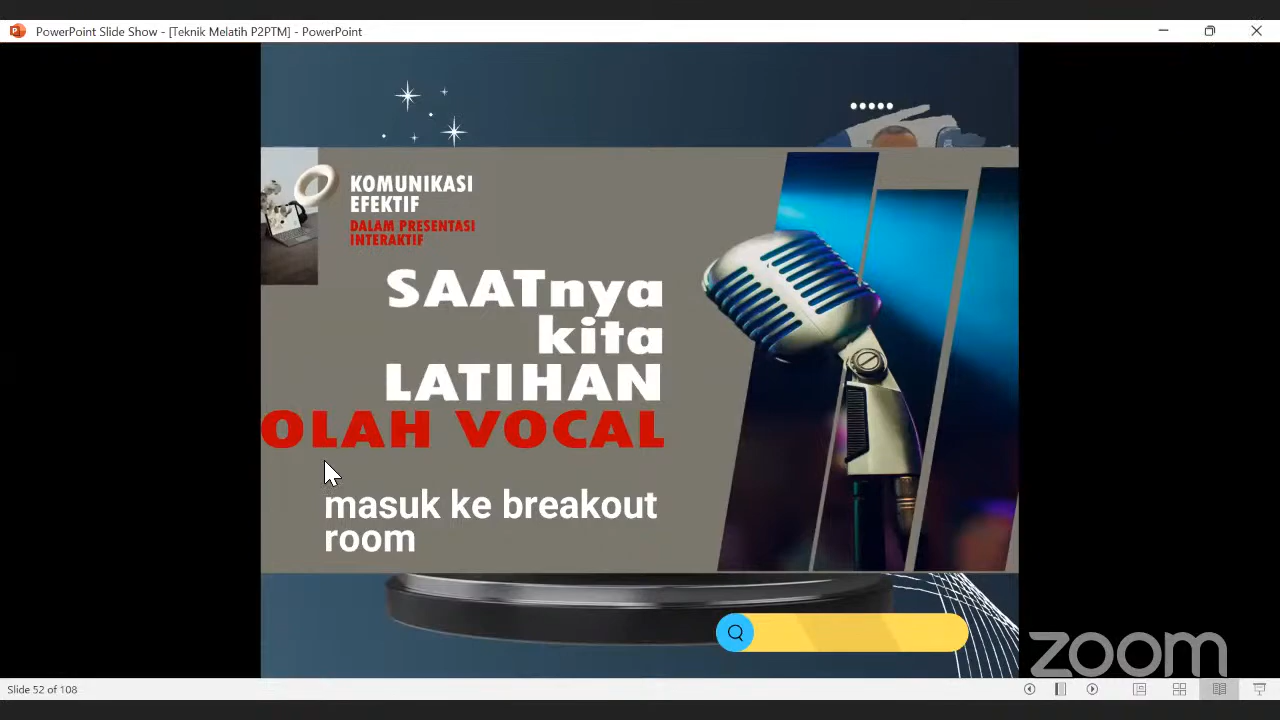 PowerPoint Slide Show - [Teknik Melatih P2PTM] - PowerPoint
KOMUNIKASI
EFEKTIF
DALAM PRESENTASI
INTERAKTIF
SAATnya
kita
LATIHAN
OLAH VOCAL
masuk ke breakout
room
zoom
Slide 52 of 108